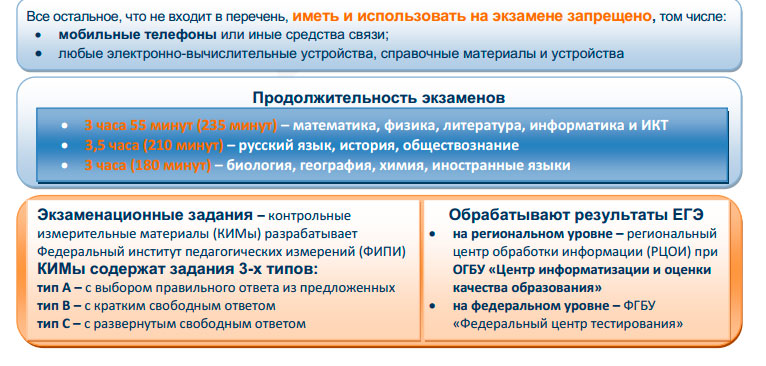 Все остальное, что не входит в перечень, иметь и использовать на экзамене запрещено, том числе:
• мобильные телефоны или иные средства связи;
• любые электронно-вычислительные устройства, справочные материалы и устройства
Продолжительность экзаменов
• 3 часа 55 минут (235 минут) – математика, физика, литература, информатика и ИКТ
• 3,5 часа (210 минут) – русский язык, история, обществознание
• 3 часа (180 минут) – биология, география, химия, иностранные языки
Экзаменационные задания – контрольные
измерительные материалы (КИМы) разрабатывает
Федеральный институт педагогических измерений (ФИПИ)
КИМы содержат задания 3-х типов:
тип А – с выбором правильного ответа из предложенных
тип В – с кратким свободным ответом
тип С – с развернутым свободным ответом
Обрабатывают результаты ЕГЭ
• на региональном уровне – региональный
центр обработки информации (РЦОИ) при
ОГБУ «Центр информатизации и оценки
качества образования»
• на федеральном уровне – ФГБУ
«Федеральный центр тестирования»